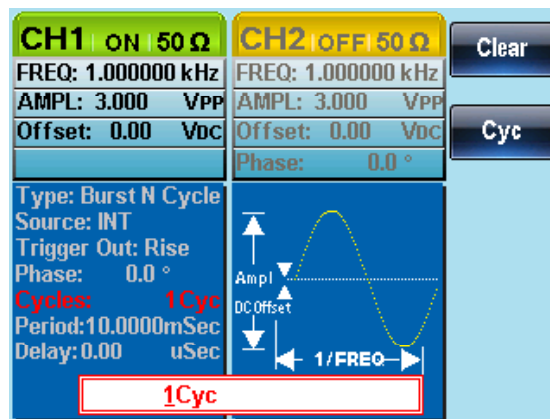 CH1 ON 50 Ω
FREQ: 1.000000 kHz
AMPL: 3.000 VPP
Offset: 0.00 VDC
CH2 OFF 50 Ω
FREQ: 1.000000 kHz
AMPL: 3.000 VPP
Offset: 0.00 VDC
Phase: 0.0 °
Clear
Cyc
Type: Burst N Cycle
Source: INT
Trigger Out: Rise
Phase: 0.0 °
Cycles: 1Cyc
Period:10.0000mSec
Delay:0.00 uSec
Ampl
DC Offset
1/FREQ
1Cyc